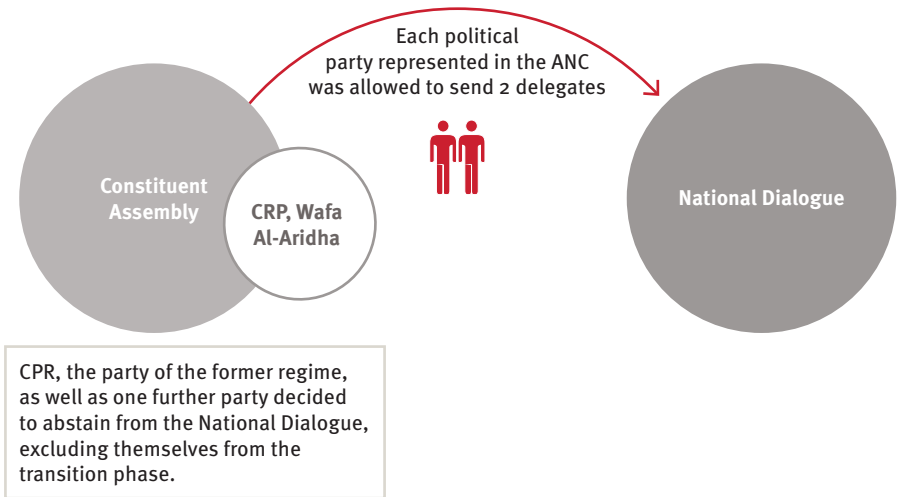 Each political
party represented in the ANC
was allowed to send 2 delegates
Constituent
Assembly
CRP, Wafa
Al-Aridha
National Dialogue
CPR, the party of the former regime,
as well as one further party decided
to abstain from the National Dialogue,
excluding themselves from the
transition phase.